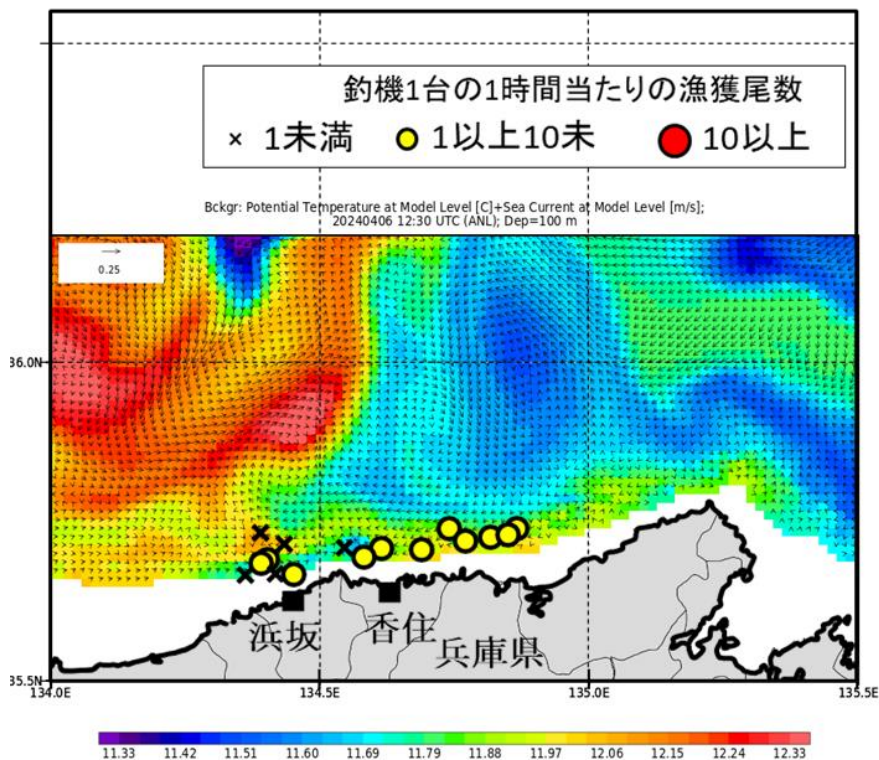 釣機1台の1時間当たりの漁獲尾数
× 1未満 1以上10未 10以上
Bckgr: Potential Temperature at Model Level [C]+Sea Current at Model Level [m/s];
20240406 12:30 UTC (ANL); Dep=100 m
0.25
36.0N
浜坂 香住 兵庫県
35.5N
134.0E 134.5E 135.0E 135.5E
11.33 11.42 11.51 11.60 11.69 11.79 11.88 11.97 12.06 12.15 12.24 12.33